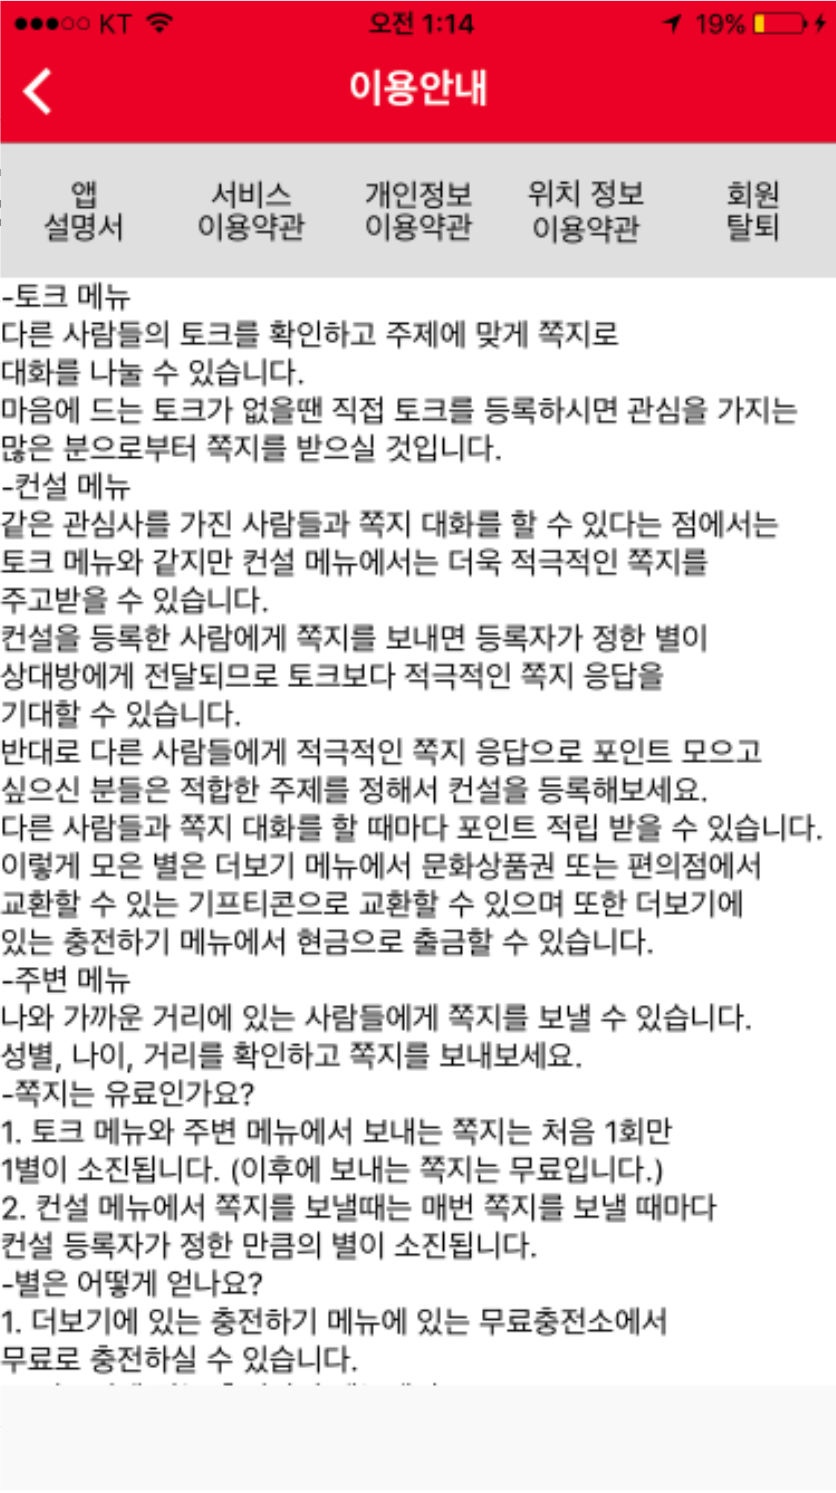 KT 오전 1:14 19%
이용안내
앱 설명서
서비스 이용약관
개인정보 이용약관
위치 정보 이용약관
회원 탈퇴
-토크 메뉴
다른 사람들의 토크를 확인하고 주제에 맞게 쪽지로
대화를 나눌 수 있습니다.
마음에 드는 토크가 없을땐 직접 토크를 등록하시면 관심을 가지는
많은 분으로부터 쪽지를 받으실 것입니다.
-컨설 메뉴
같은 관심사를 가진 사람들과 쪽지 대화를 할 수 있다는 점에서는
토크 메뉴와 같지만 컨설 메뉴에서는 더욱 적극적인 쪽지를
주고받을 수 있습니다.
컨설을 등록한 사람에게 쪽지를 보내면 등록자가 정한 별이
상대방에게 전달되므로 토크보다 적극적인 쪽지 응답을
기대할 수 있습니다.
반대로 다른 사람들에게 적극적인 쪽지 응답으로 포인트 모으고
싶으신 분들은 적합한 주제를 정해서 컨설을 등록해보세요.
다른 사람들과 쪽지 대화를 할 때마다 포인트 적립 받을 수 있습니다.
이렇게 모은 별은 더보기 메뉴에서 문화상품권 또는 편의점에서
교환할 수 있는 기프티콘으로 교환할 수 있으며 또한 더보기에
있는 충전하기 메뉴에서 현금으로 출금할 수 있습니다.
-주변 메뉴
나와 가까운 거리에 있는 사람들에게 쪽지를 보낼 수 있습니다.
성별, 나이, 거리를 확인하고 쪽지를 보내보세요.
-쪽지는 유료인가요?
1. 토크 메뉴와 주변 메뉴에서 보내는 쪽지는 처음 1회만
1별이 소진됩니다. (이후에 보내는 쪽지는 무료입니다.)
2. 컨설 메뉴에서 쪽지를 보낼때는 매번 쪽지를 보낼 때마다
컨설 등록자가 정한 만큼의 별이 소진됩니다.
-별은 어떻게 얻나요?
1. 더보기에 있는 충전하기 메뉴에 있는 무료충전소에서
무료로 충전하실 수 있습니다.